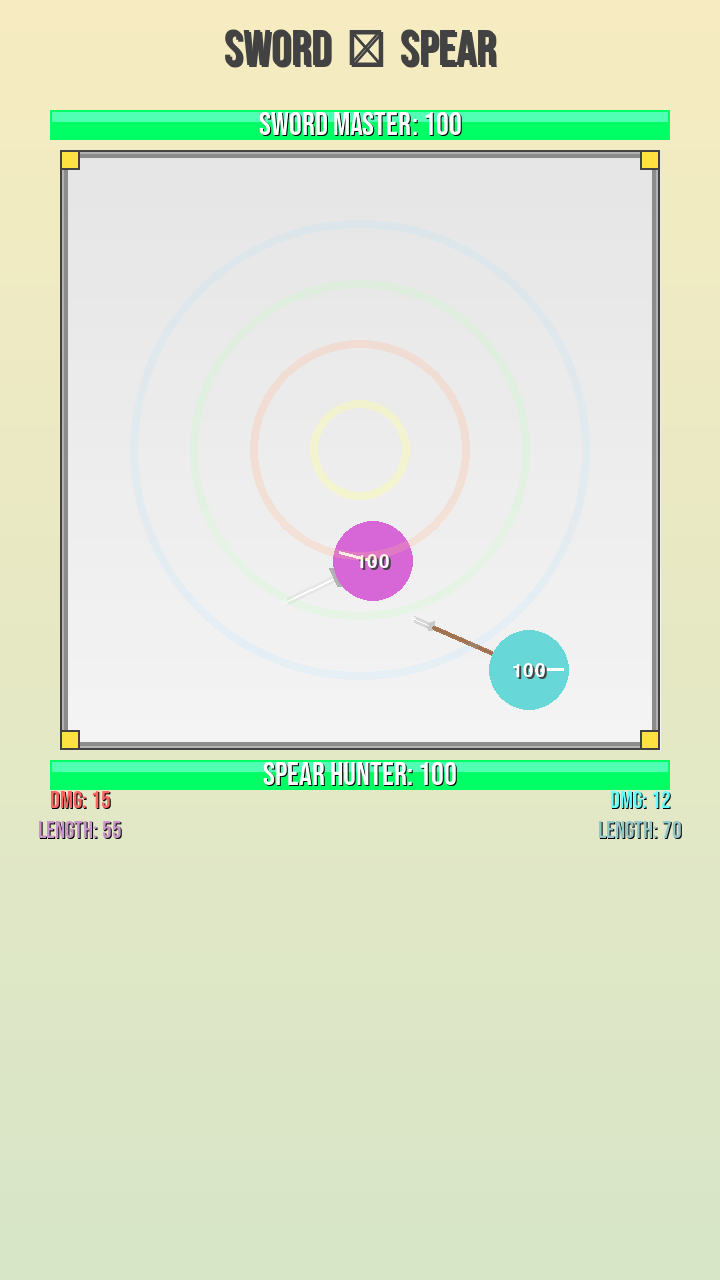 SWORD ☒ SPEAR
SWORD MASTER: 100
100
100
SPEAR HUNTER: 100
DMG: 15
DMG: 12
LENGTH: 55
LENGTH: 70